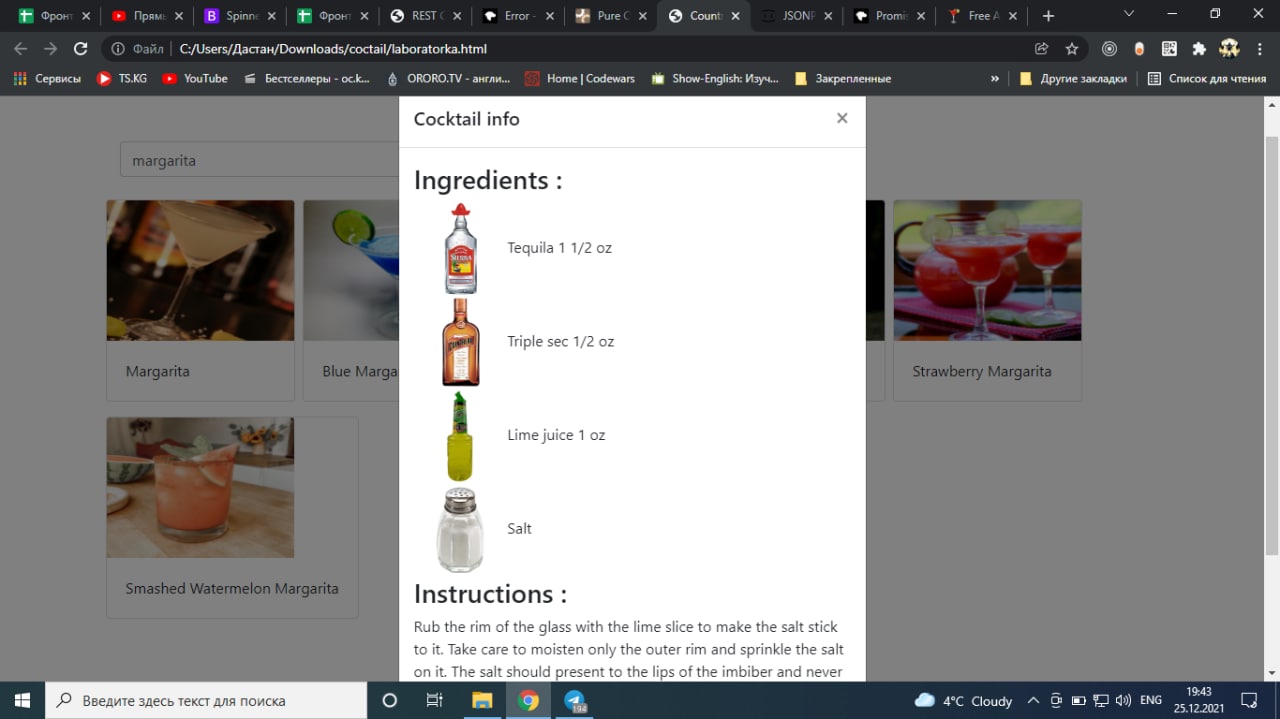 Фронт
Прямы
Spinne
Фронт
REST C
Error -
Pure C
Count
JSONP
Promis
Free A
Файл
C:/Users/Дастан/Downloads/coctail/laboratorka.html
Сервисы
TS.KG
YouTube
Бестселлеры - oc.k...
ORORO.TV - англи...
Home | Codewars
Show-English: Изуч...
Закрепленные
»
Другие закладки
Список для чтения
Cocktail info
×
margarita
Ingredients :
Tequila 1 1/2 oz
Triple sec 1/2 oz
Margarita
Blue Marga
Strawberry Margarita
Lime juice 1 oz
Salt
Smashed Watermelon Margarita
Instructions :
Rub the rim of the glass with the lime slice to make the salt stick
to it. Take care to moisten only the outer rim and sprinkle the salt
on it. The salt should present to the lips of the imbiber and never
Введите здесь текст для поиска
194
4°C Cloudy
ENG
19:43
25.12.2021